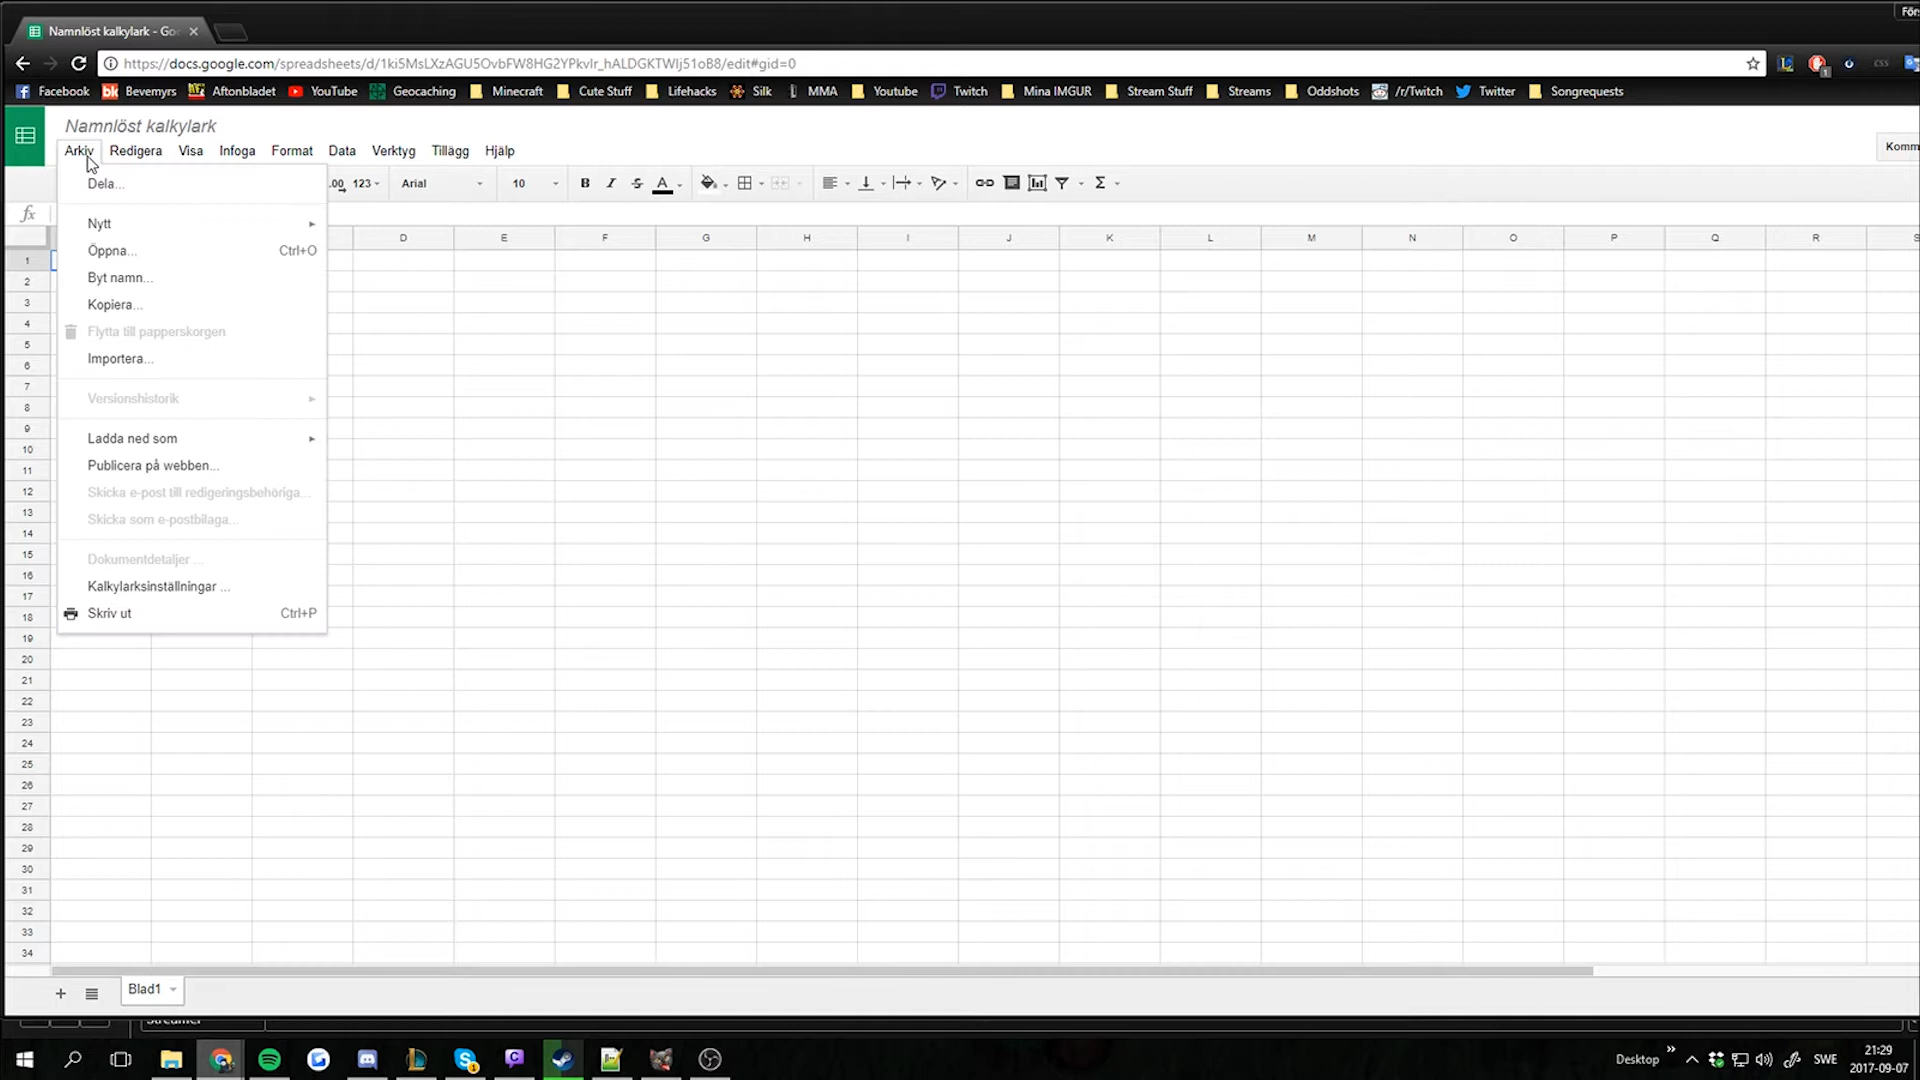 Förs
Namnlöst kalkylark - Goo
https://docs.google.com/spreadsheets/d/1ki5MsLXzAGU5OvbFW8HG2YPkvIr_hALDGKTWIj51oB8/edit#gid=0
Facebook Bevemyrs Aftonbladet YouTube Geocaching Minecraft Cute Stuff Lifehacks Silk MMA Youtube Twitch Mina IMGUR Stream Stuff Streams Oddshots /r/Twitch Twitter Songrequests
Namnlöst kalkylark
Arkiv Redigera Visa Infoga Format Data Verktyg Tillägg Hjälp
Komm
.00 123 Arial 10 B I S A Σ
fx
Dela...
Nytt
Öppna... Ctrl+O
Byt namn...
Kopiera...
Flytta till papperskorgen
Importera...
Versionshistorik
Ladda ned som
Publicera på webben...
Skicka e-post till redigeringsbehöriga...
Skicka som e-postbilaga...
Dokumentdetaljer ...
Kalkylarksinställningar ...
Skriv ut Ctrl+P
D E F G H I J K L M N O P Q R S
1
2
3
4
5
6
7
8
9
10
11
12
13
14
15
16
17
18
19
20
21
22
23
24
25
26
27
28
29
30
31
32
33
34
Blad1
Streamer
Desktop SWE 21:29
2017-09-07